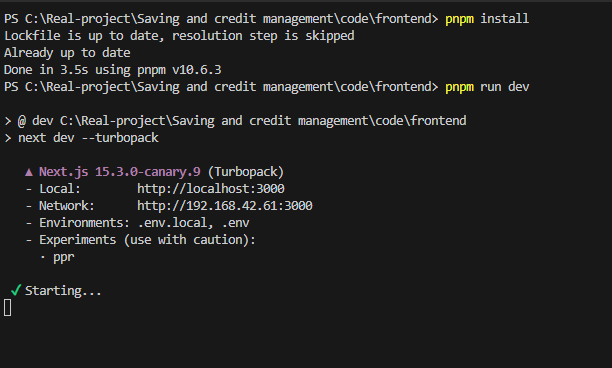 PS C:\Real-project\Saving and credit management\code\frontend> pnpm install
Lockfile is up to date, resolution step is skipped
Already up to date
Done in 3.5s using pnpm v10.6.3
PS C:\Real-project\Saving and credit management\code\frontend> pnpm run dev
> @ dev C:\Real-project\Saving and credit management\code\frontend
> next dev --turbopack
▲ Next.js 15.3.0-canary.9 (Turbopack)
- Local: http://localhost:3000
- Network: http://192.168.42.61:3000
- Environments: .env.local, .env
- Experiments (use with caution):
· ppr
✓ Starting...